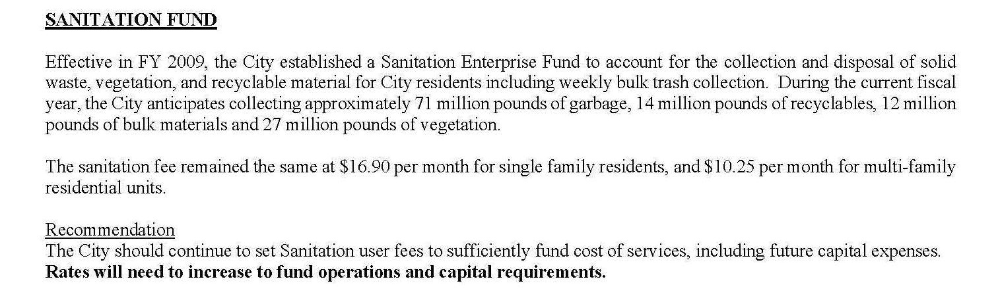 SANITATION FUND
Effective in FY 2009, the City established a Sanitation Enterprise Fund to account for the collection and disposal of solid
waste, vegetation, and recyclable material for City residents including weekly bulk trash collection.  During the current fiscal
year, the City anticipates collecting approximately 71 million pounds of garbage, 14 million pounds of recyclables, 12 million
pounds of bulk materials and 27 million pounds of vegetation.
The sanitation fee remained the same at $16.90 per month for single family residents, and $10.25 per month for multi-family
residential units.
Recommendation
The City should continue to set Sanitation user fees to sufficiently fund cost of services, including future capital expenses.
Rates will need to increase to fund operations and capital requirements.